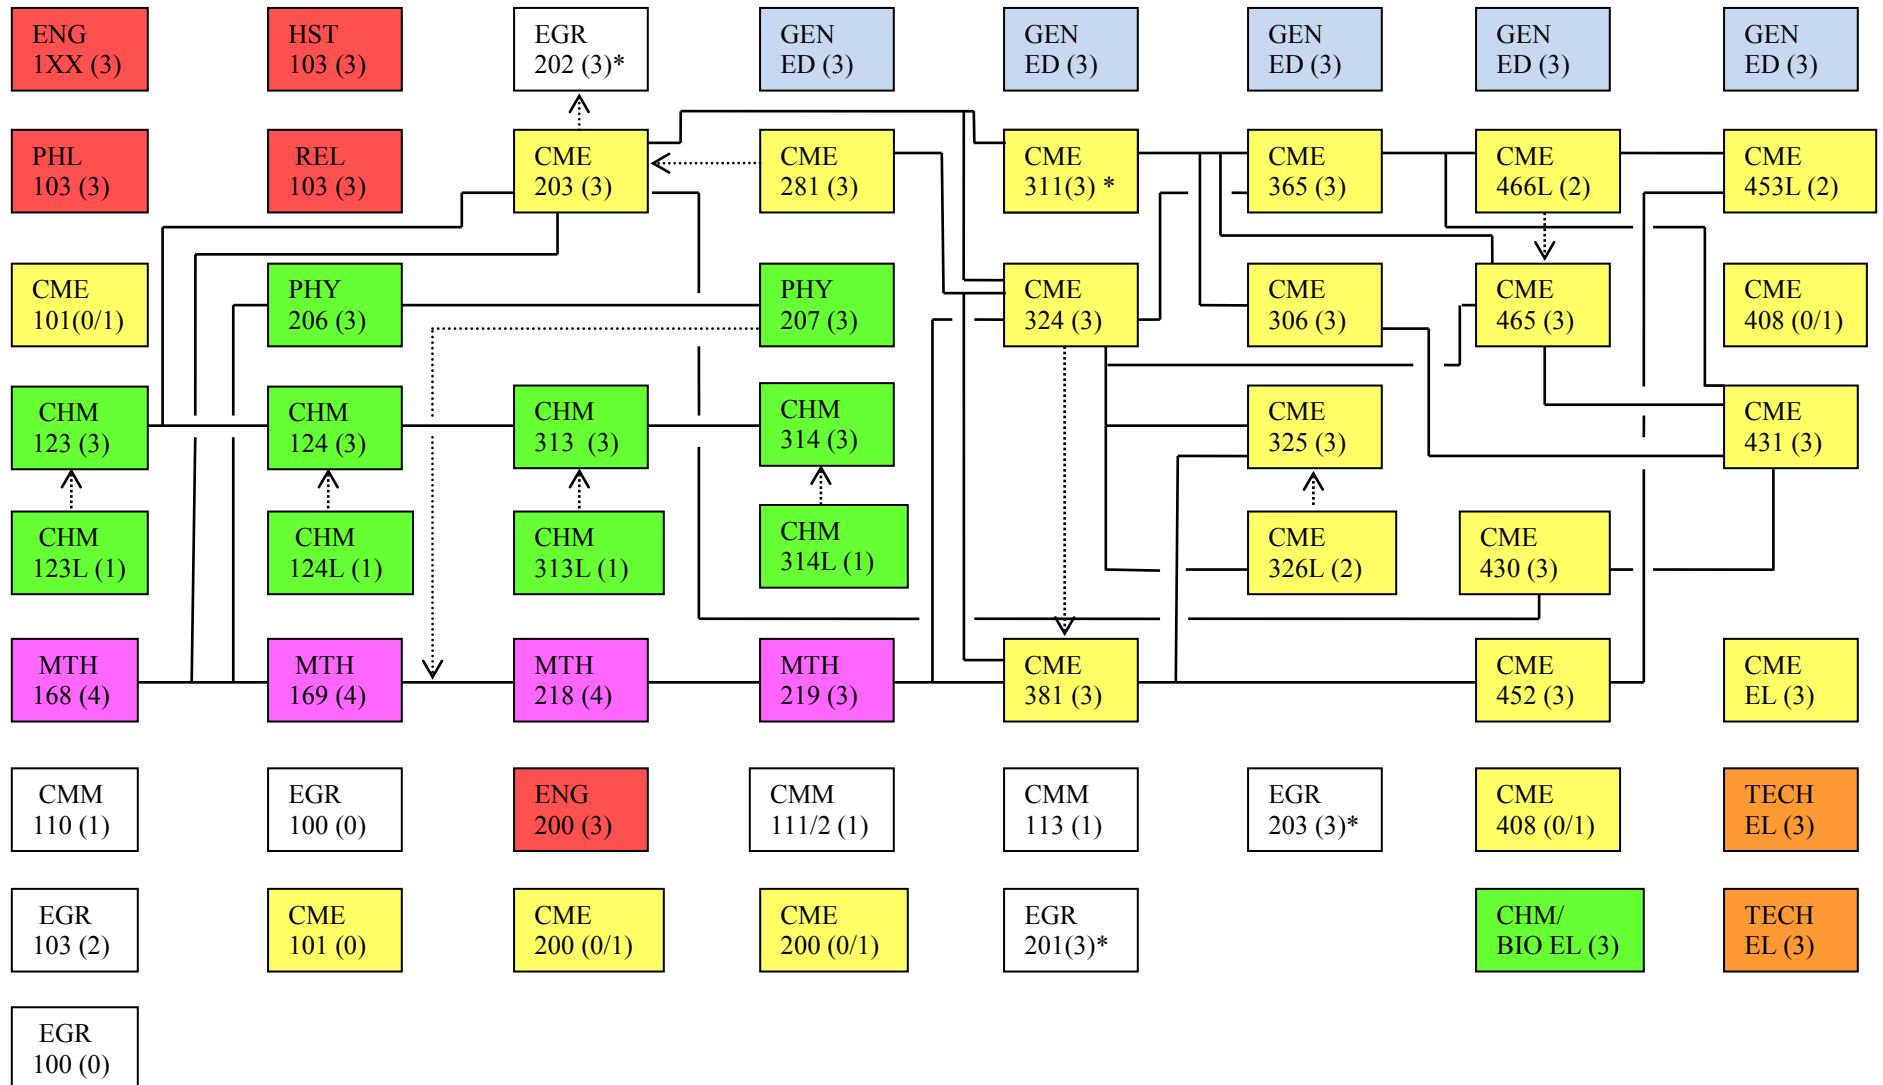 ENG
1XX (3)
HST
103 (3)
EGR
202 (3)*
GEN
ED (3)
GEN
ED (3)
GEN
ED (3)
GEN
ED (3)
GEN
ED (3)
PHL
103 (3)
REL
103 (3)
CME
203 (3)
CME
281 (3)
CME
311(3) *
CME
365 (3)
CME
466L (2)
CME
453L (2)
CME
101(0/1)
PHY
206 (3)
PHY
207 (3)
CME
324 (3)
CME
306 (3)
CME
465 (3)
CME
408 (0/1)
CHM
123 (3)
CHM
124 (3)
CHM
313 (3)
CHM
314 (3)
CME
325 (3)
CME
431 (3)
CHM
123L (1)
CHM
124L (1)
CHM
313L (1)
CHM
314L (1)
CME
326L (2)
CME
430 (3)
MTH
168 (4)
MTH
169 (4)
MTH
218 (4)
MTH
219 (3)
CME
381 (3)
CME
452 (3)
CME
EL (3)
CMM
110 (1)
EGR
100 (0)
ENG
200 (3)
CMM
111/2 (1)
CMM
113 (1)
EGR
203 (3)*
CME
408 (0/1)
TECH
EL (3)
EGR
103 (2)
CME
101 (0)
CME
200 (0/1)
CME
200 (0/1)
EGR
201(3)*
CHM/
BIO EL (3)
TECH
EL (3)
EGR
100 (0)